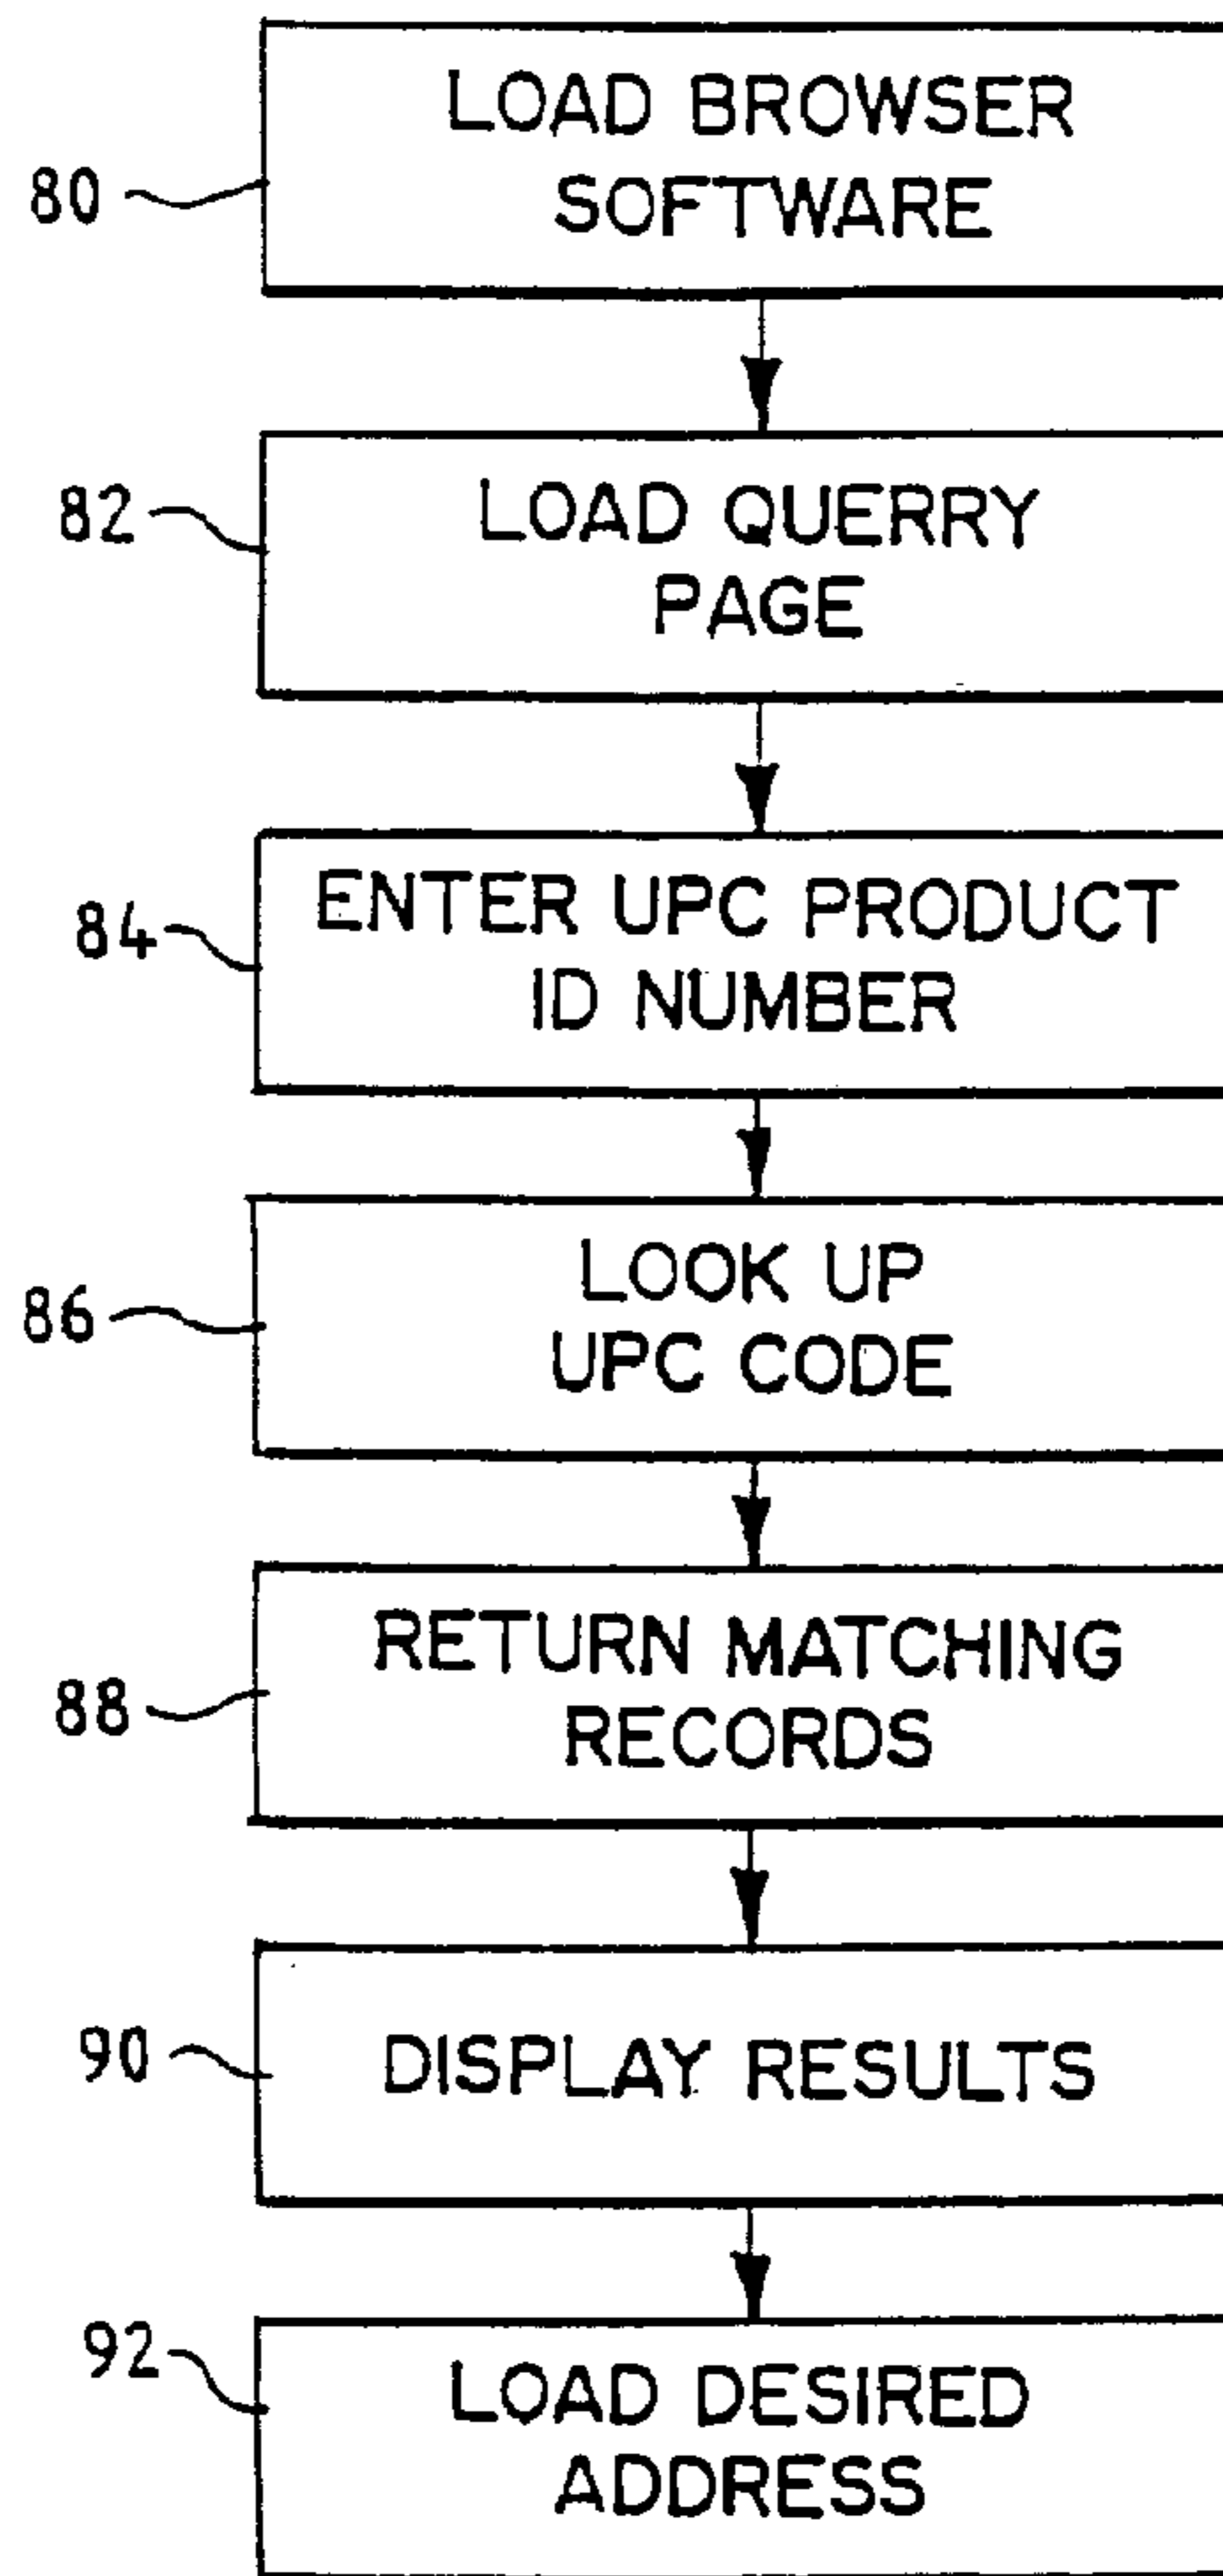 80
LOAD BROWSER
SOFTWARE
82
LOAD QUERRY
PAGE
84
ENTER UPC PRODUCT
ID NUMBER
86
LOOK UP
UPC CODE
88
RETURN MATCHING
RECORDS
90
DISPLAY RESULTS
92
LOAD DESIRED
ADDRESS